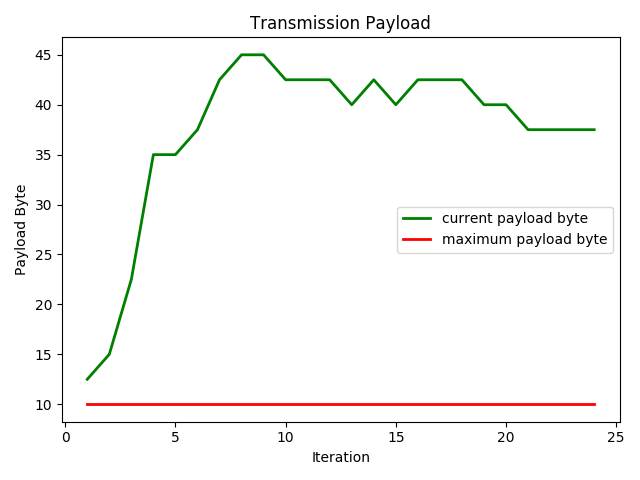 Transmission Payload
Payload Byte
45
40
35
30
25
20
15
10
current payload byte
maximum payload byte
0
5
10
15
20
25
Iteration